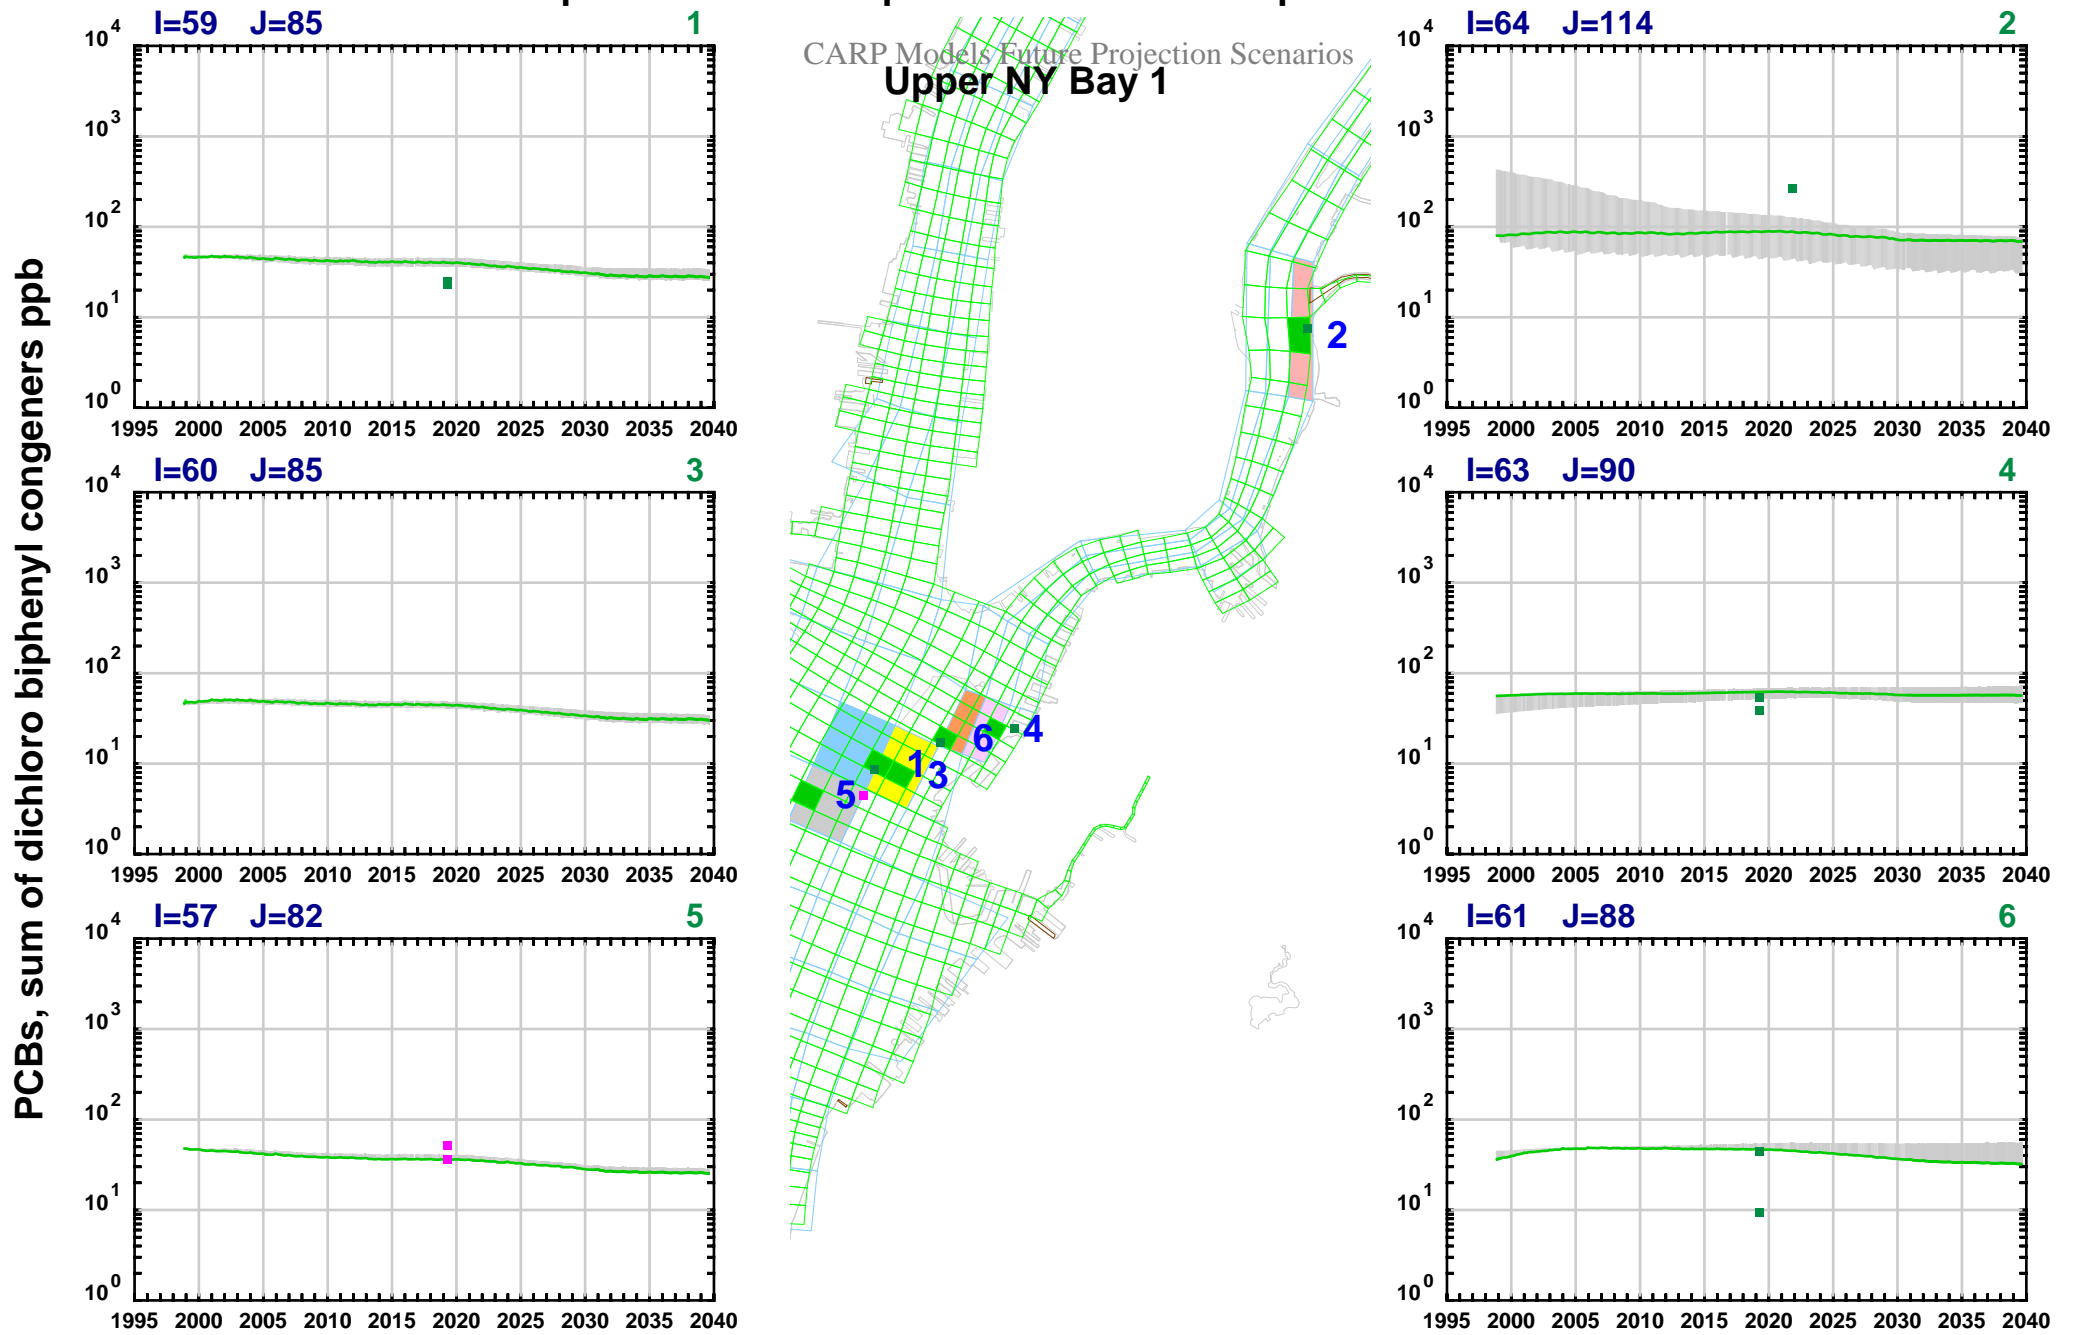 I=59 J=85 1
10^4
10^3
10^2
10^1
10^0
1995 2000 2005 2010 2015 2020 2025 2030 2035 2040
I=60 J=85 3
10^4
10^3
10^2
10^1
10^0
1995 2000 2005 2010 2015 2020 2025 2030 2035 2040
I=57 J=82 5
10^4
10^3
10^2
10^1
10^0
1995 2000 2005 2010 2015 2020 2025 2030 2035 2040
PCBs, sum of dichloro biphenyl congeners ppb
CARP Models Future Projection Scenarios
Upper NY Bay 1
2
4
6
1
3
5
I=64 J=114 2
10^4
10^3
10^2
10^1
10^0
1995 2000 2005 2010 2015 2020 2025 2030 2035 2040
I=63 J=90 4
10^4
10^3
10^2
10^1
10^0
1995 2000 2005 2010 2015 2020 2025 2030 2035 2040
I=61 J=88 6
10^4
10^3
10^2
10^1
10^0
1995 2000 2005 2010 2015 2020 2025 2030 2035 2040